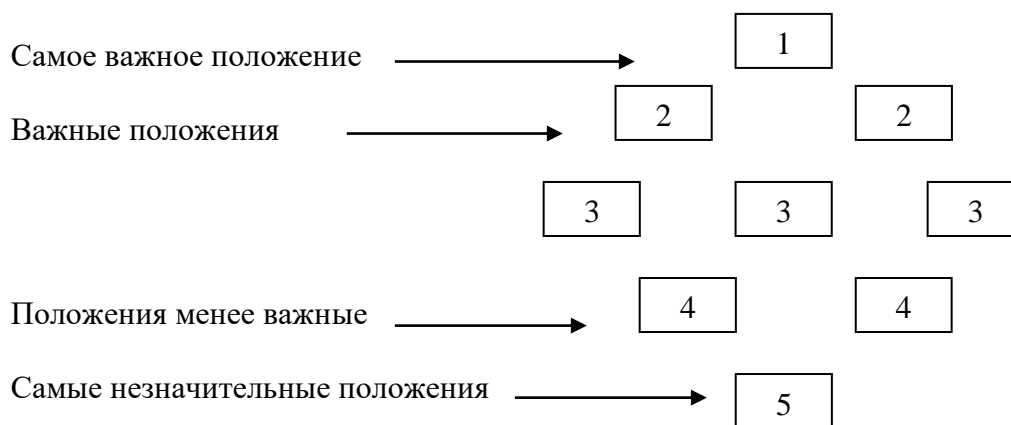 1
Самое важное положение
2 2
Важные положения
3 3 3
4 4
Положения менее важные
Самые незначительные положения
5